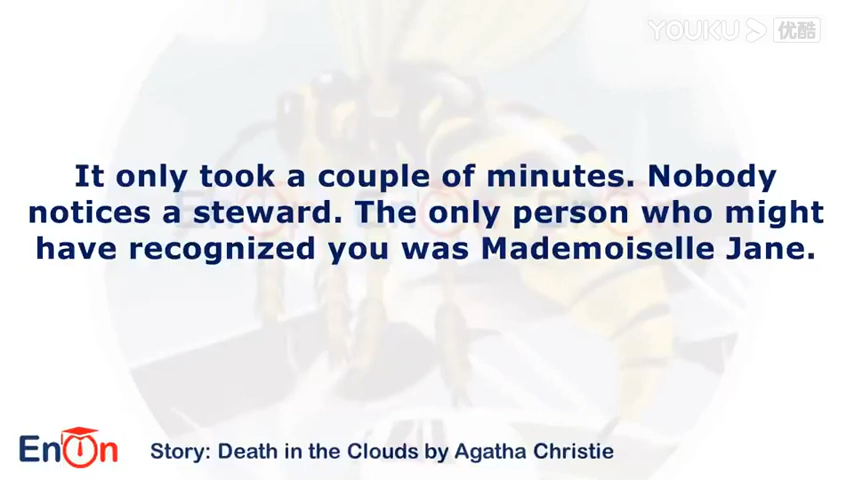 YOUKU 优酷
It only took a couple of minutes. Nobody
notices a steward. The only person who might
have recognized you was Mademoiselle Jane.
EnOn
Story: Death in the Clouds by Agatha Christie